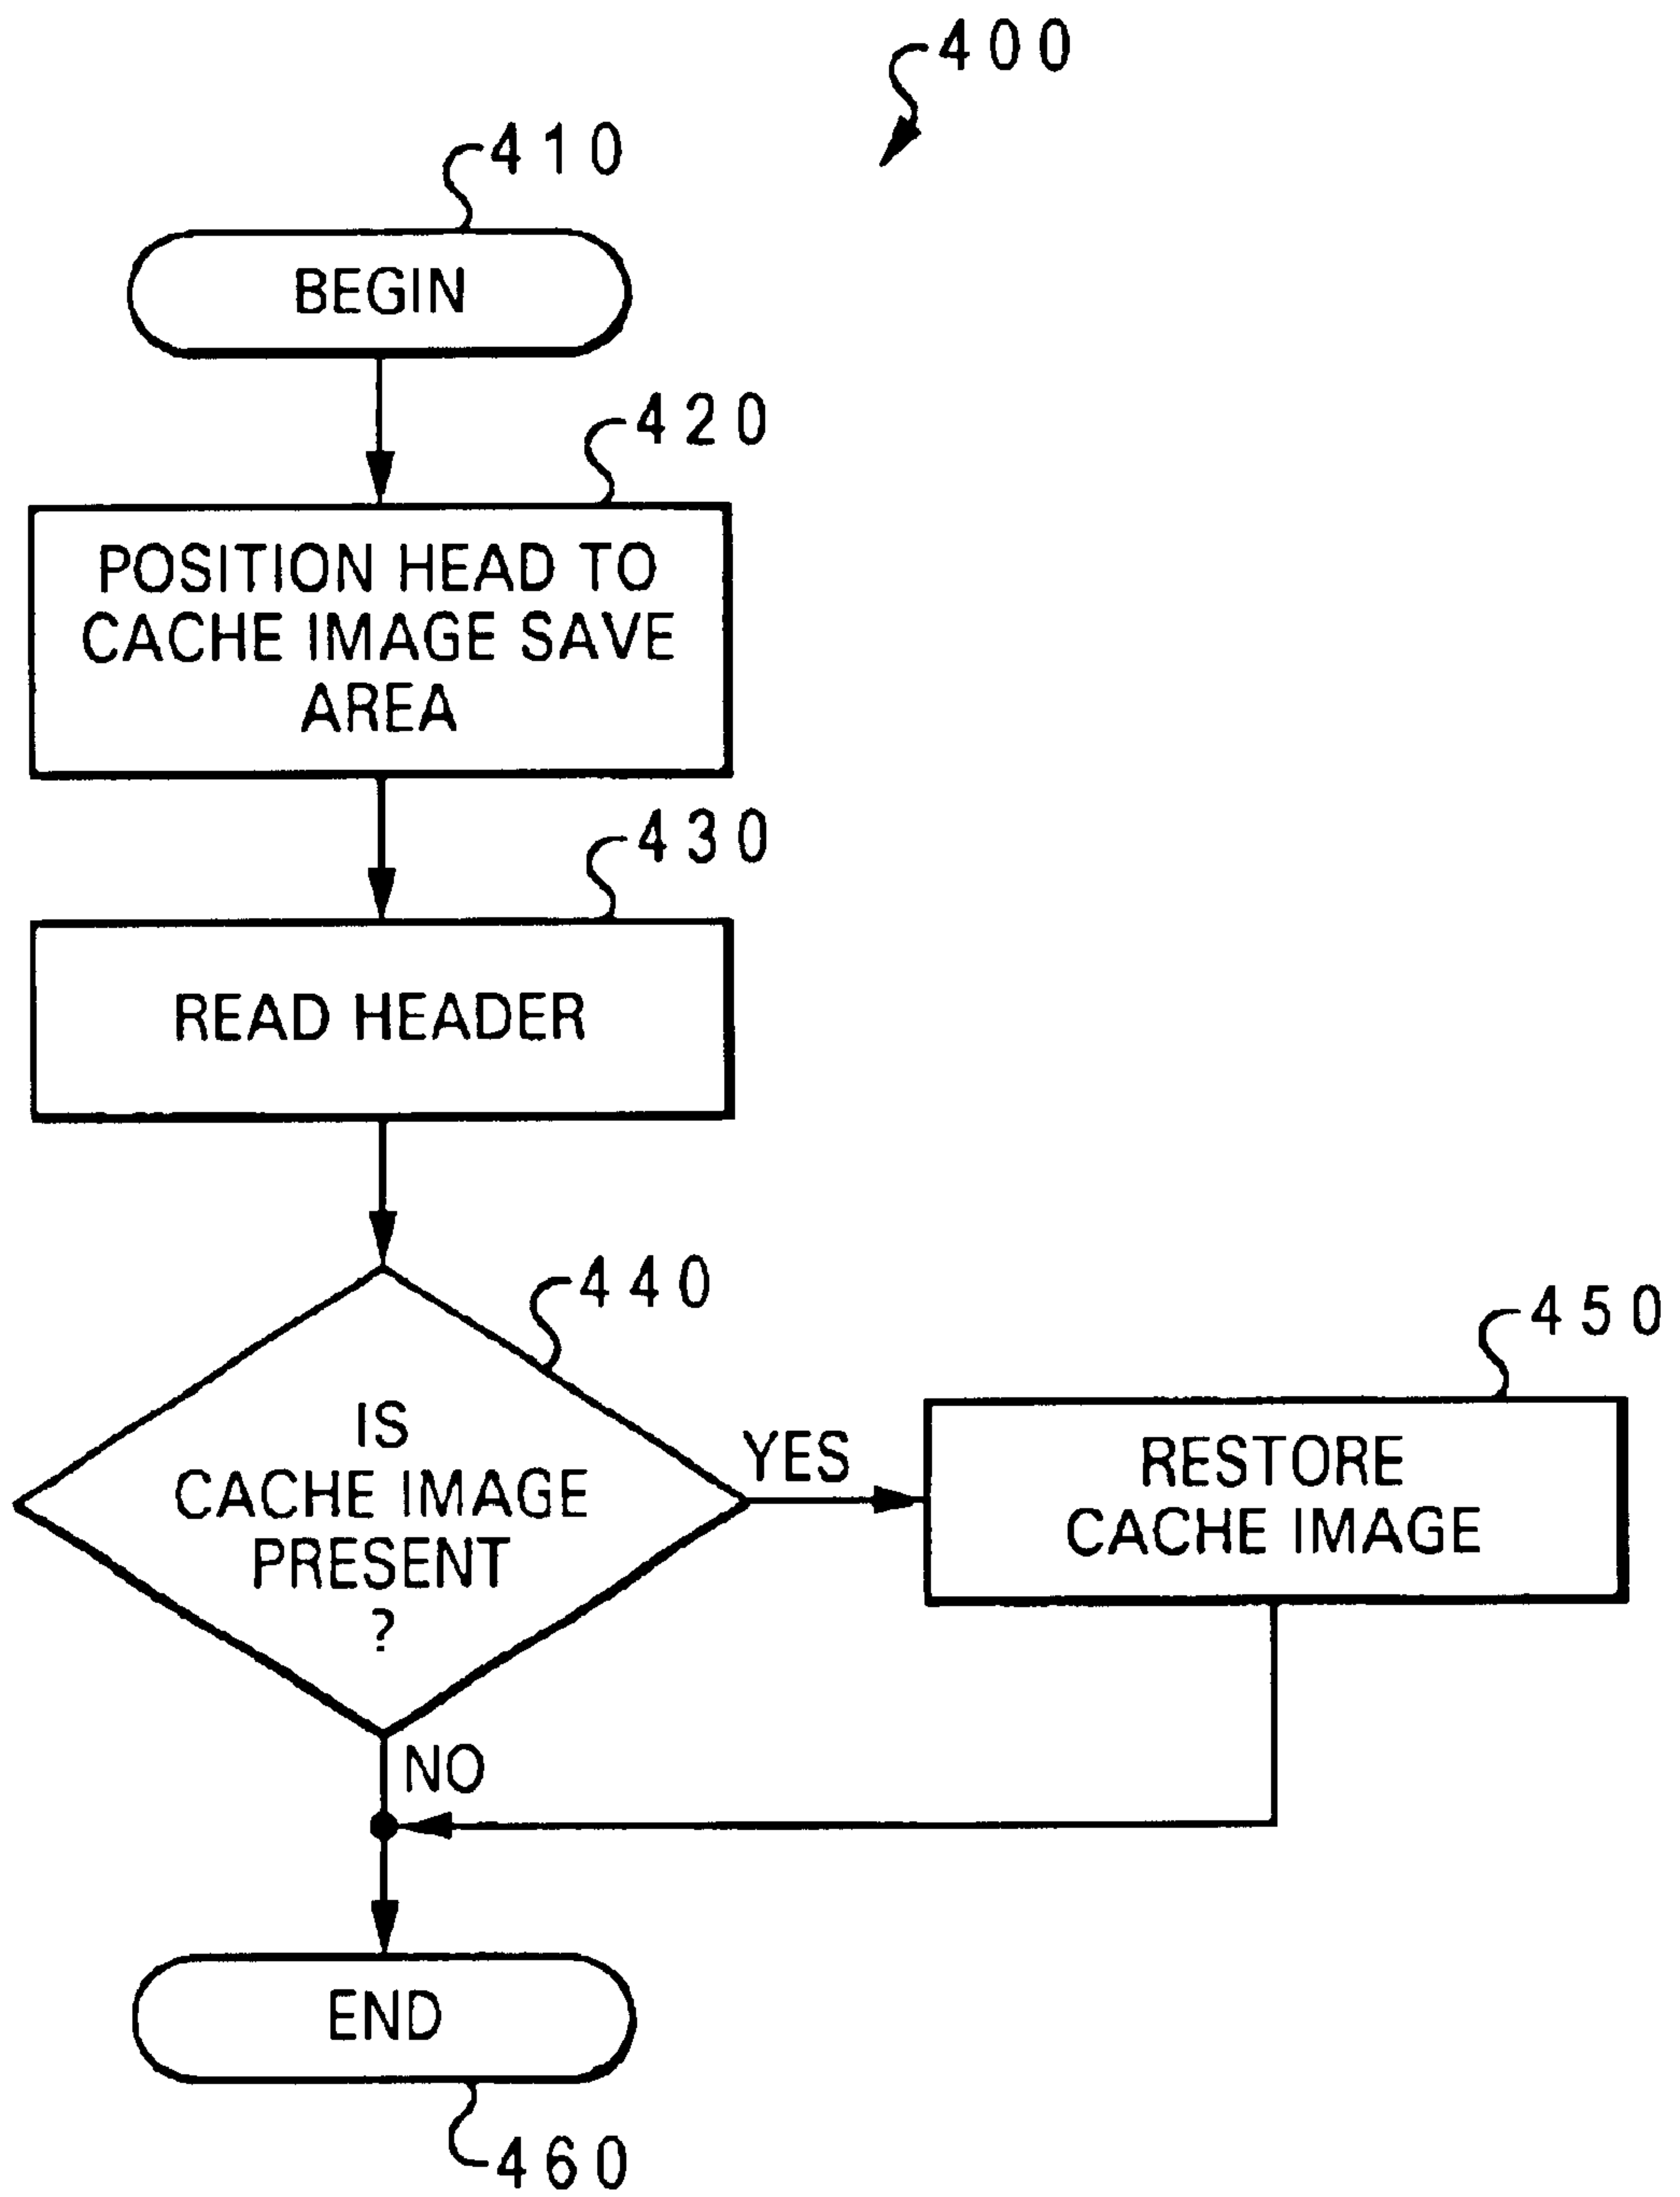 400
410
BEGIN
420
POSITION HEAD TO
CACHE IMAGE SAVE
AREA
430
READ HEADER
440
IS
CACHE IMAGE
PRESENT
?
YES
450
RESTORE
CACHE IMAGE
NO
END
460